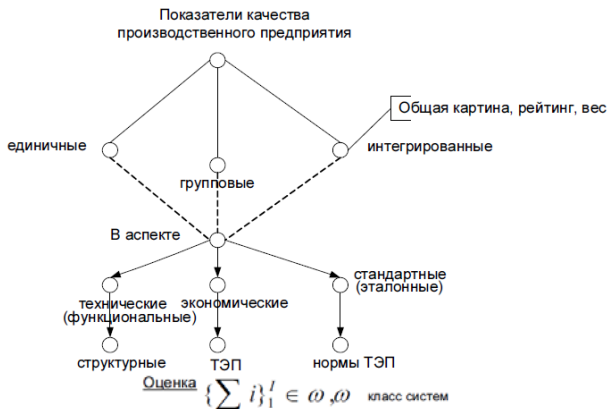 Показатели качества
производственного предприятия
Общая картина, рейтинг, вес
единичные
интегрированные
групповые
В аспекте
стандартные
(эталонные)
технические
(функциональные)
экономические
структурные
ТЭП
нормы ТЭП
Оценка {∑ i}₁ᴵ ∈ ω ,ω класс систем